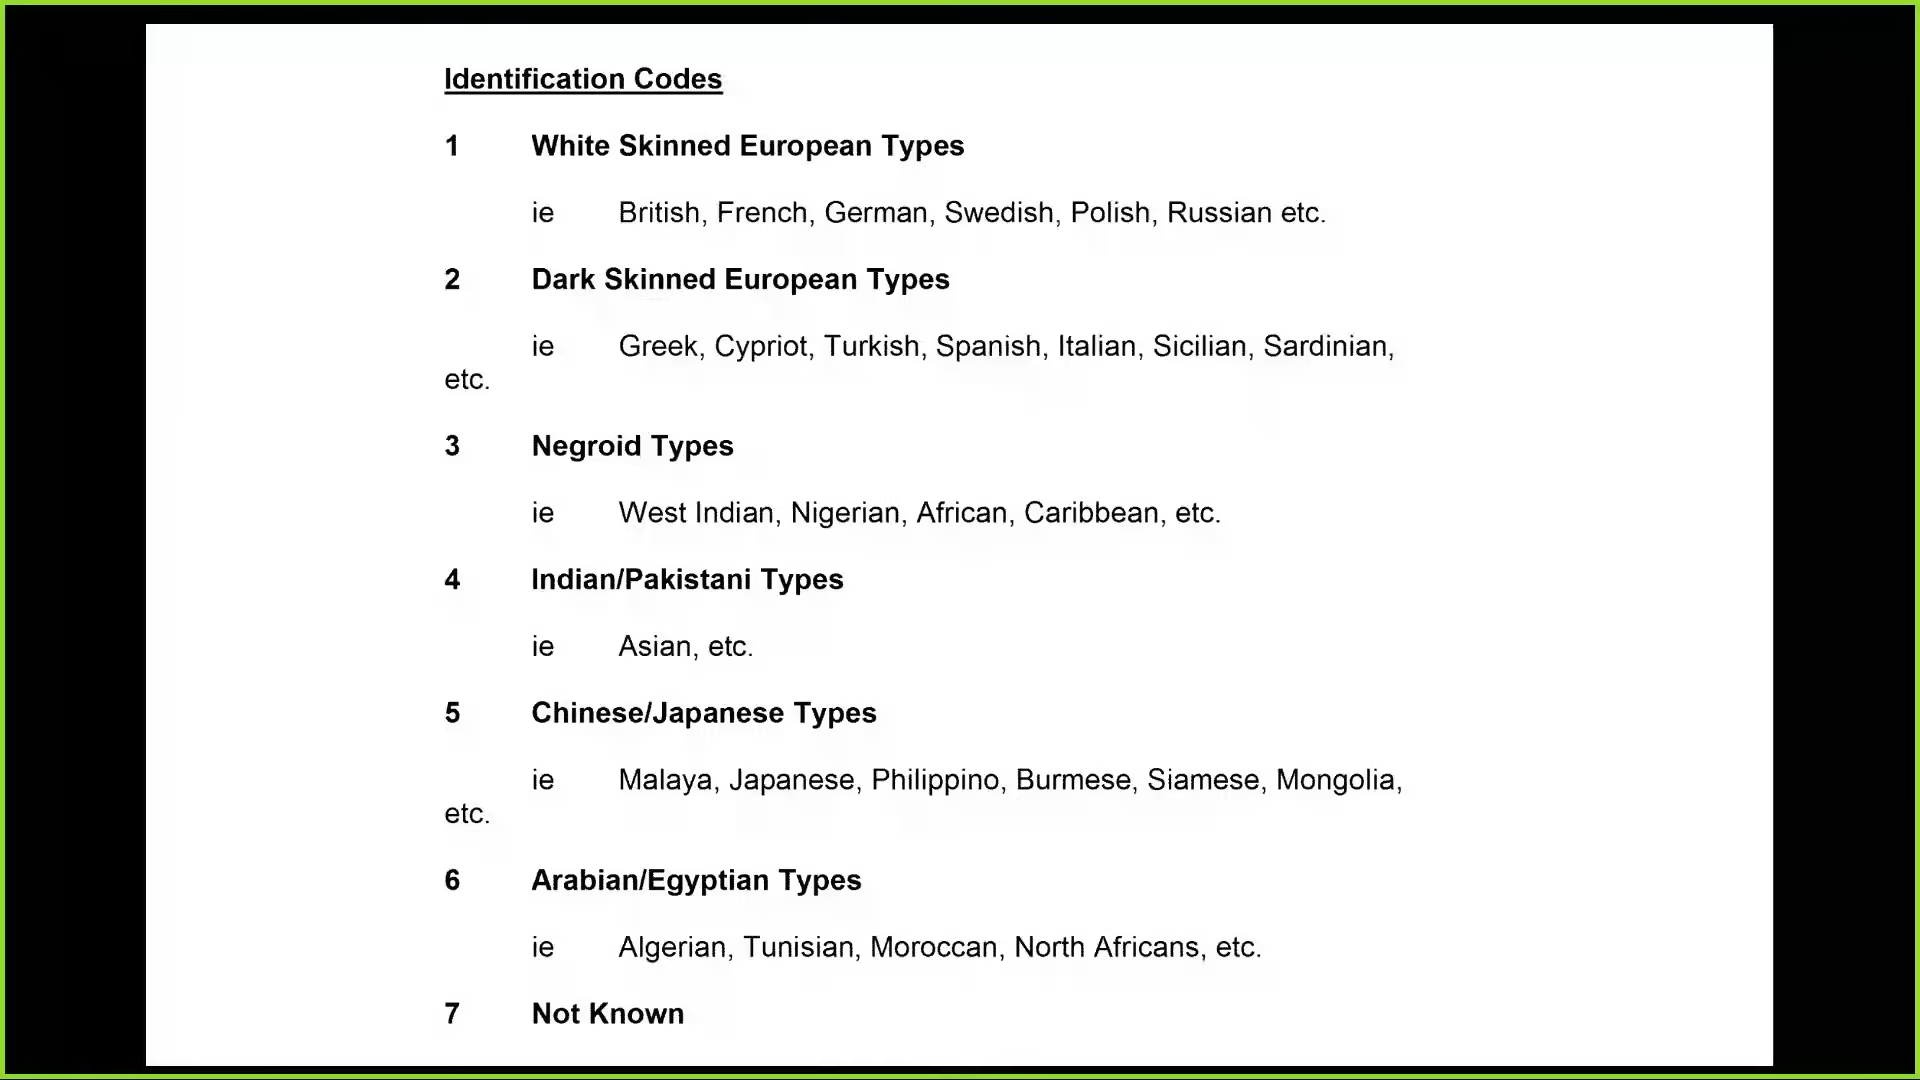 Identification Codes
1 White Skinned European Types
ie British, French, German, Swedish, Polish, Russian etc.
2 Dark Skinned European Types
ie Greek, Cypriot, Turkish, Spanish, Italian, Sicilian, Sardinian,
etc.
3 Negroid Types
ie West Indian, Nigerian, African, Caribbean, etc.
4 Indian/Pakistani Types
ie Asian, etc.
5 Chinese/Japanese Types
ie Malaya, Japanese, Philippino, Burmese, Siamese, Mongolia,
etc.
6 Arabian/Egyptian Types
ie Algerian, Tunisian, Moroccan, North Africans, etc.
7 Not Known